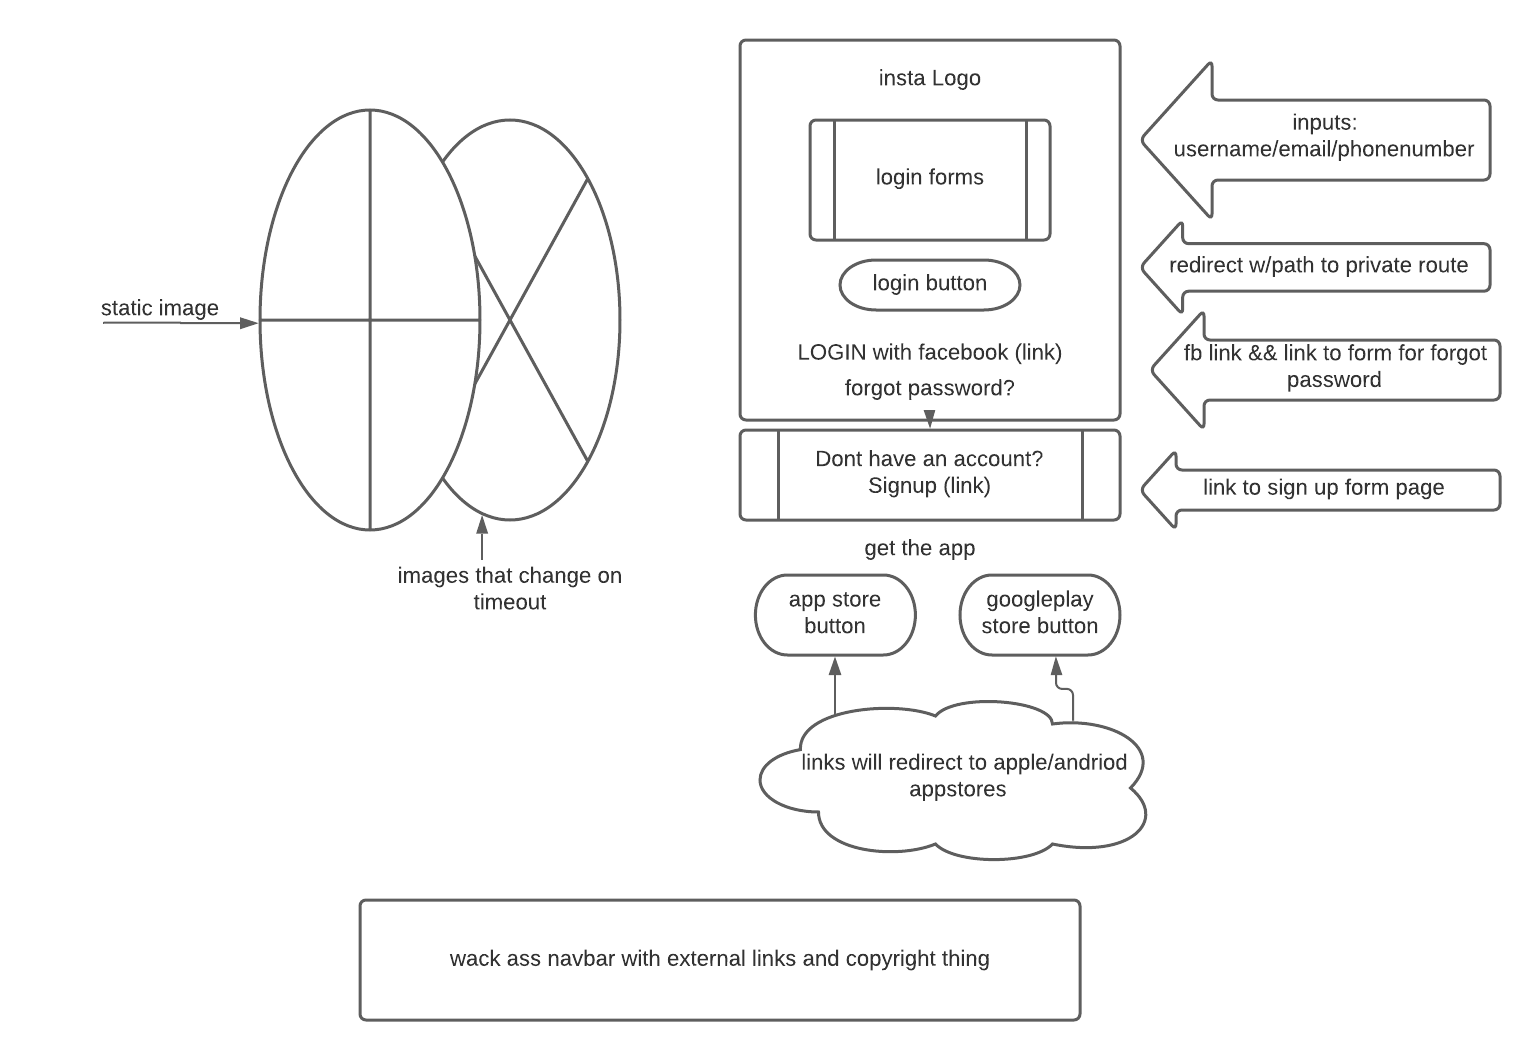 insta Logo
login forms
login button
LOGIN with facebook (link)
forgot password?
Dont have an account?
Signup (link)
get the app
app store
button
googleplay
store button
links will redirect to apple/andriod
appstores
inputs:
username/email/phonenumber
redirect w/path to private route
fb link && link to form for forgot
password
link to sign up form page
static image
images that change on
timeout
wack ass navbar with external links and copyright thing